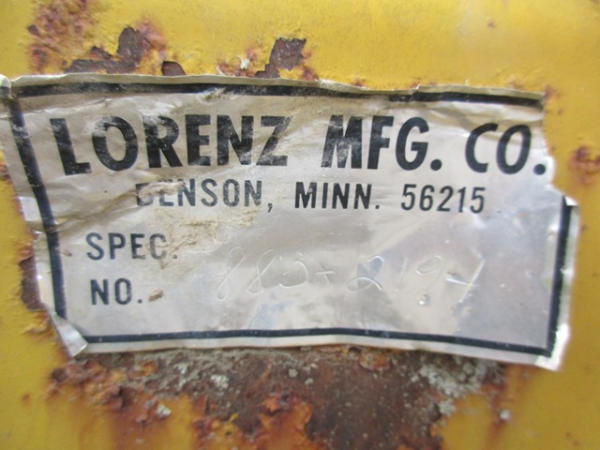 LORENZ MFG. CO.
BENSON, MINN. 56215
SPEC.
NO.